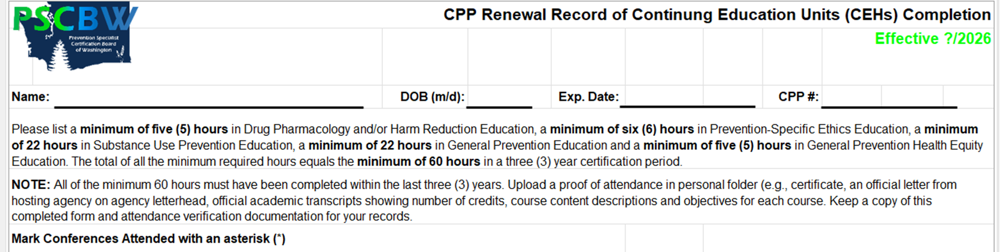 PSCBW
Prevention Specialist
Certification Board
of Washington
CPP Renewal Record of Continung Education Units (CEHs) Completion
Effective ?/2026
Name: DOB (m/d): Exp. Date: CPP #:
Please list a minimum of five (5) hours in Drug Pharmacology and/or Harm Reduction Education, a minimum of six (6) hours in Prevention-Specific Ethics Education, a minimum
of 22 hours in Substance Use Prevention Education, a minimum of 22 hours in General Prevention Education and a minimum of five (5) hours in General Prevention Health Equity
Education. The total of all the minimum required hours equals the minimum of 60 hours in a three (3) year certification period.
NOTE: All of the minimum 60 hours must have been completed within the last three (3) years. Upload a proof of attendance in personal folder (e.g., certificate, an official letter from
hosting agency on agency letterhead, official academic transcripts showing number of credits, course content descriptions and objectives for each course. Keep a copy of this
completed form and attendance verification documentation for your records.
Mark Conferences Attended with an asterisk (*)